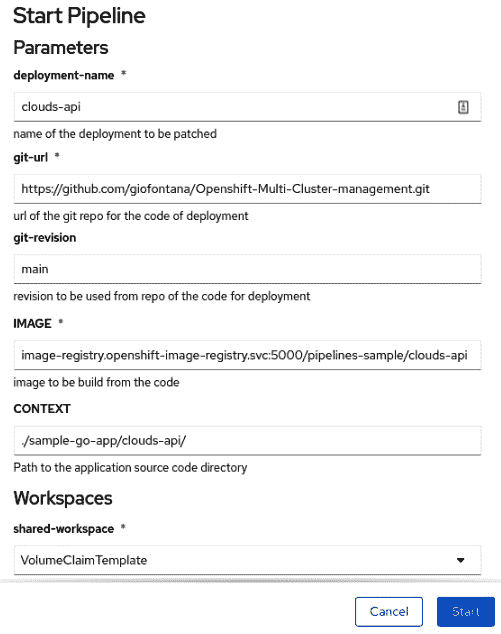 Start Pipeline
Parameters
deployment-name *
clouds-api
name of the deployment to be patched
git-url *
https://github.com/giofontana/Openshift-Multi-Cluster-management.git
url of the git repo for the code of deployment
git-revision
main
revision to be used from repo of the code for deployment
IMAGE *
image-registry.openshift-image-registry.svc:5000/pipelines-sample/clouds-api
image to be build from the code
CONTEXT
./sample-go-app/clouds-api/
Path to the application source code directory
Workspaces
shared-workspace *
VolumeClaimTemplate
Cancel Start